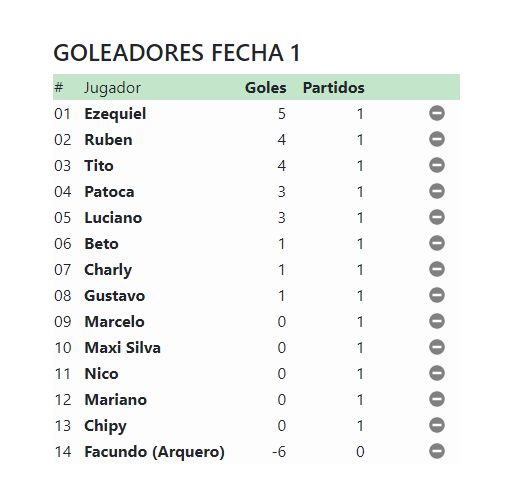 GOLEADORES FECHA 1
# Jugador Goles Partidos
01 Ezequiel 5 1
02 Ruben 4 1
03 Tito 4 1
04 Patoca 3 1
05 Luciano 3 1
06 Beto 1 1
07 Charly 1 1
08 Gustavo 1 1
09 Marcelo 0 1
10 Maxi Silva 0 1
11 Nico 0 1
12 Mariano 0 1
13 Chipy 0 1
14 Facundo (Arquero) -6 0